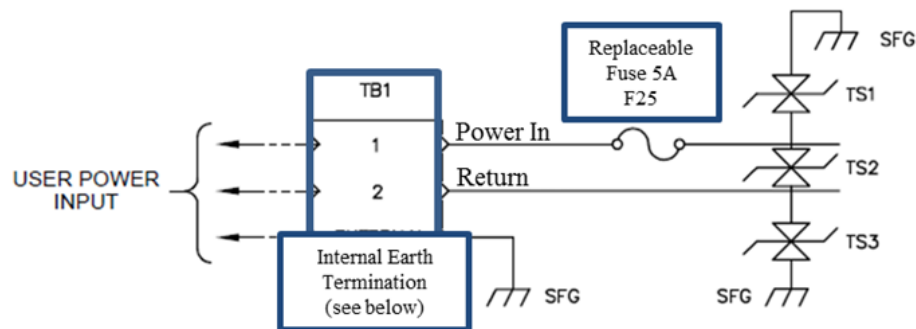 SFG
Replaceable
Fuse 5A
F25
TB1
TS1
1
Power In
TS2
USER POWER
INPUT
2
Return
TS3
Internal Earth
Termination
(see below)
SFG
SFG